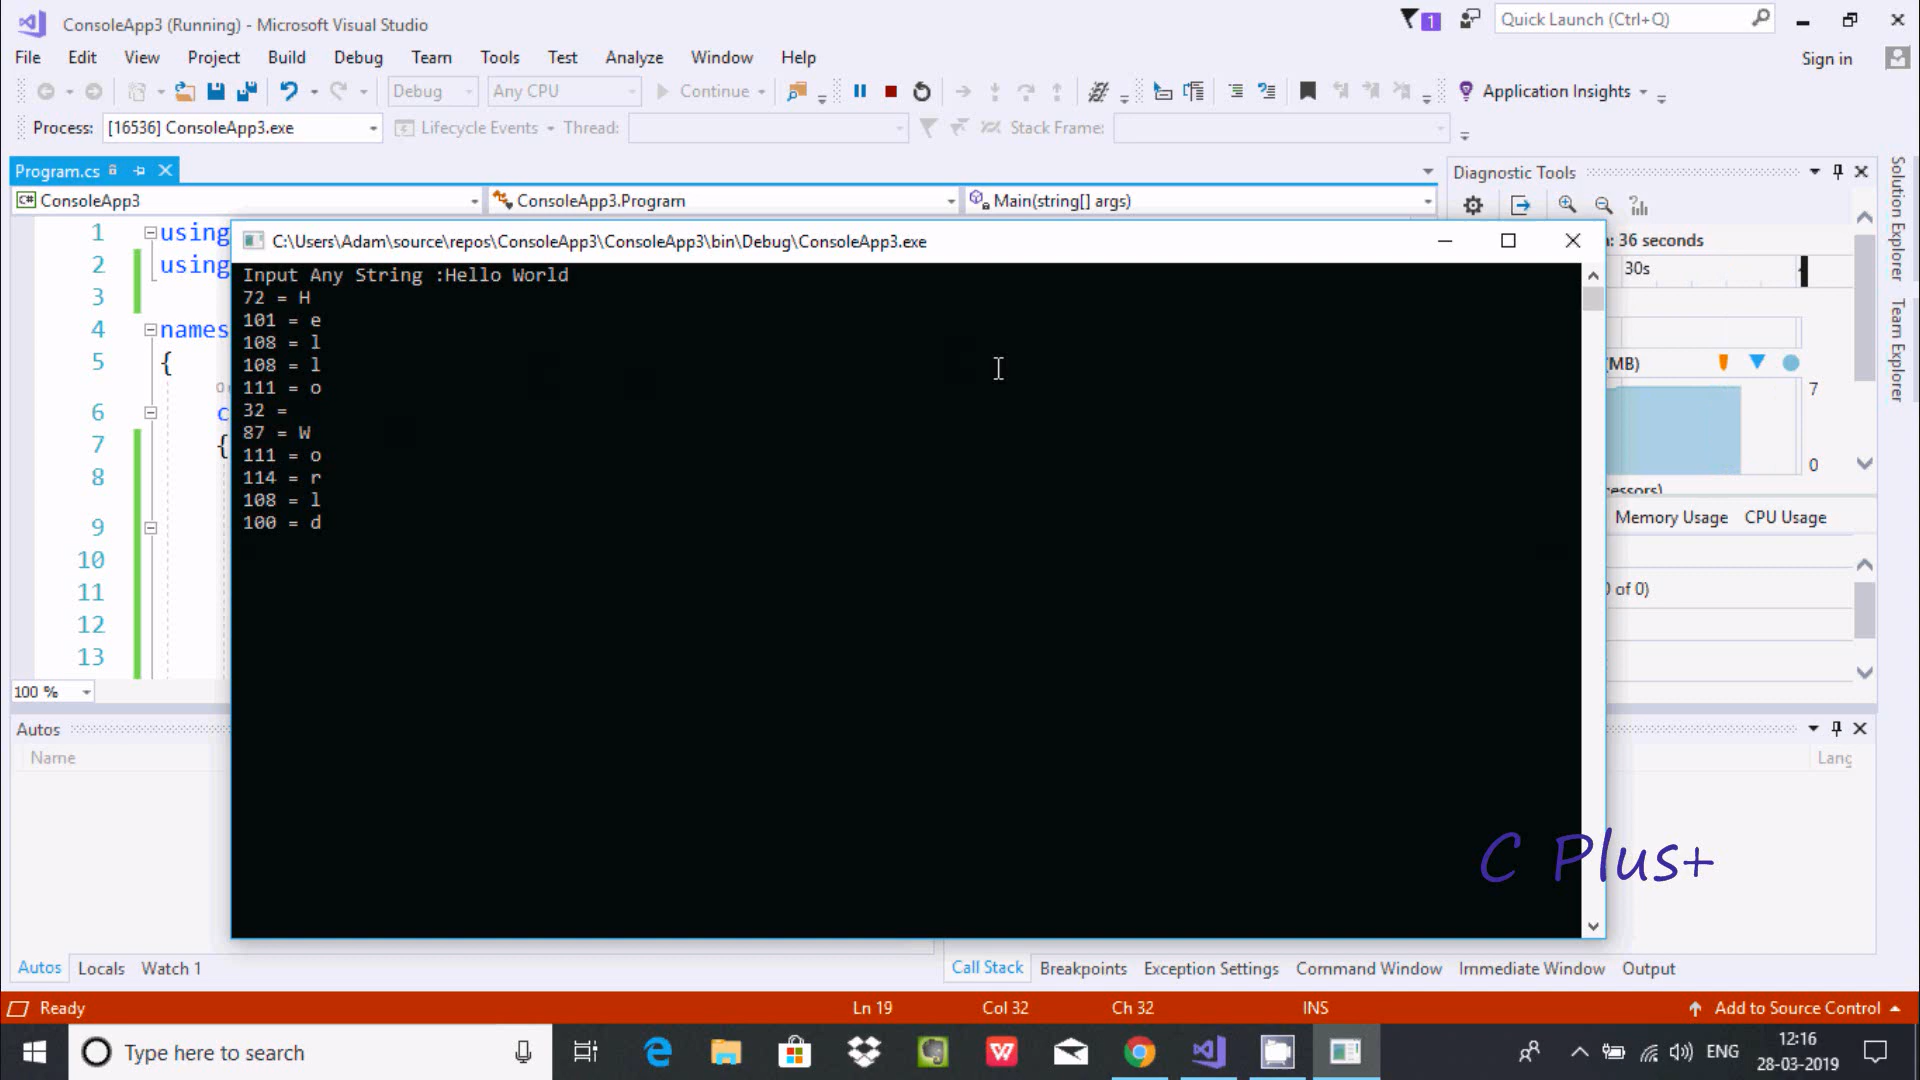 ConsoleApp3 (Running) - Microsoft Visual Studio
1
Quick Launch (Ctrl+Q)
File Edit View Project Build Debug Team Tools Test Analyze Window Help
Sign in
Debug Any CPU Continue Application Insights
Process: [16536] ConsoleApp3.exe Lifecycle Events Thread: Stack Frame:
Program.cs
Diagnostic Tools
Solution Explorer
Team Explorer
C# ConsoleApp3 ConsoleApp3.Program Main(string[] args)
1 using
2 using
3
4 names
5 {
6 c
7 {
8
9
10
11
12
13
C:\Users\Adam\source\repos\ConsoleApp3\ConsoleApp3\bin\Debug\ConsoleApp3.exe
Input Any String :Hello World
72 = H
101 = e
108 = l
108 = l
111 = o
32 =
87 = W
111 = o
114 = r
108 = l
100 = d
: 36 seconds
30s
(MB)
7
0
Memory Usage CPU Usage
of 0)
100 %
Autos
Name
Lang
C Plus+
Autos Locals Watch 1
Call Stack Breakpoints Exception Settings Command Window Immediate Window Output
Ready Ln 19 Col 32 Ch 32 INS Add to Source Control
Type here to search
ENG
12:16
28-03-2019